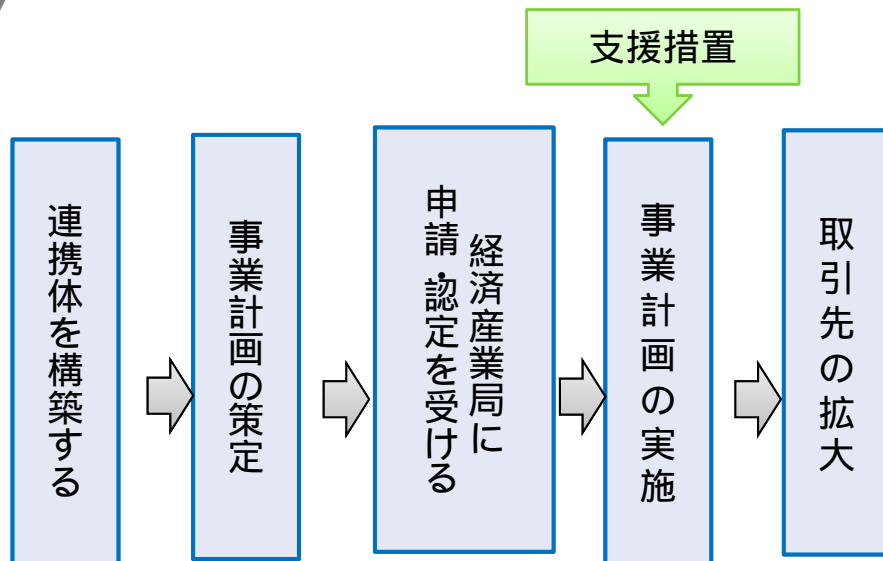 支援措置
連携体を構築する
事業計画の策定
経済産業局に
申請・認定を受ける
事業計画の実施
取引先の拡大